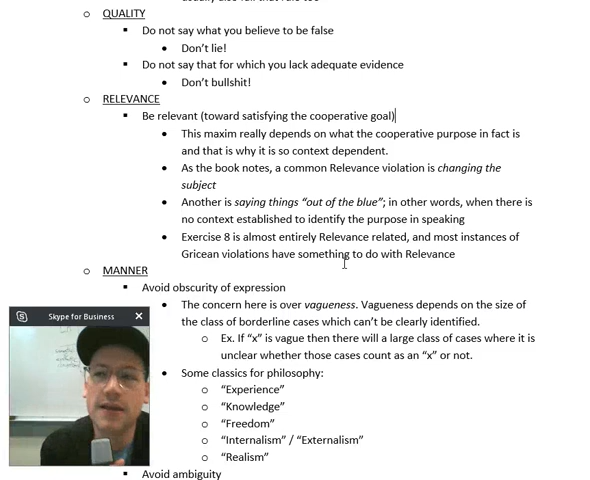 QUALITY
Do not say what you believe to be false
Don't lie!
Do not say that for which you lack adequate evidence
Don't bullshit!
RELEVANCE
Be relevant (toward satisfying the cooperative goal)
This maxim really depends on what the cooperative purpose in fact is
and that is why it is so context dependent.
As the book notes, a common Relevance violation is changing the
subject
Another is saying things "out of the blue"; in other words, when there is
no context established to identify the purpose in speaking
Exercise 8 is almost entirely Relevance related, and most instances of
Gricean violations have something to do with Relevance
MANNER
Avoid obscurity of expression
The concern here is over vagueness. Vagueness depends on the size of
the class of borderline cases which can't be clearly identified.
Ex. If "x" is vague then there will a large class of cases where it is
unclear whether those cases count as an "x" or not.
Some classics for philosophy:
"Experience"
"Knowledge"
"Freedom"
"Internalism" / "Externalism"
"Realism"
Avoid ambiguity
Skype for Business